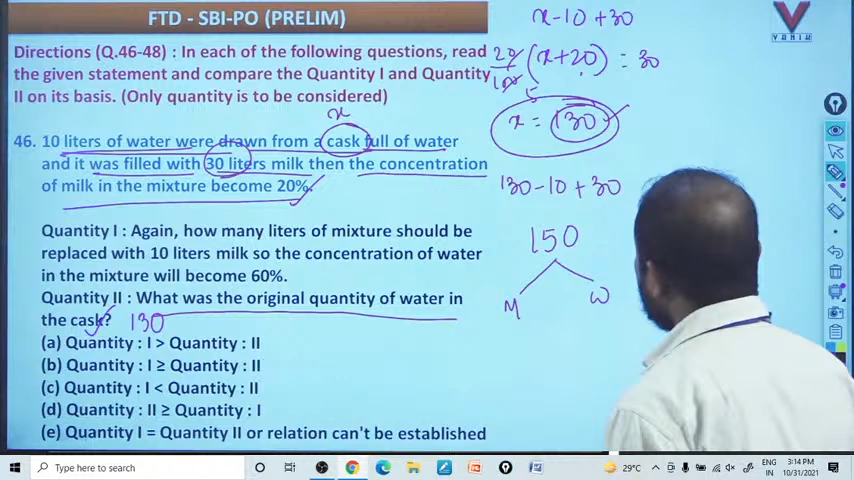 FTD - SBI-PO (PRELIM)
Directions (Q.46-48) : In each of the following questions, read
the given statement and compare the Quantity I and Quantity
II on its basis. (Only quantity is to be considered)
x
46. 10 liters of water were drawn from a cask full of water
and it was filled with 30 liters milk then the concentration
of milk in the mixture become 20%.
Quantity I : Again, how many liters of mixture should be
replaced with 10 liters milk so the concentration of water
in the mixture will become 60%.
Quantity II : What was the original quantity of water in
the cask? 130
(a) Quantity : I > Quantity : II
(b) Quantity : I ≥ Quantity : II
(c) Quantity : I < Quantity : II
(d) Quantity : II ≥ Quantity : I
(e) Quantity I = Quantity II or relation can't be established
x-10+30
20/100 (x+20) = 30
5
x = 130
130-10+30
150
M W
VARIN
Type here to search
29°C
ENG
IN
3:14 PM
10/31/2021